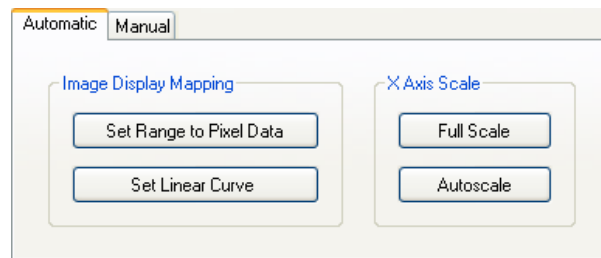 Automatic Manual
Image Display Mapping X Axis Scale
Set Range to Pixel Data Full Scale
Set Linear Curve Autoscale